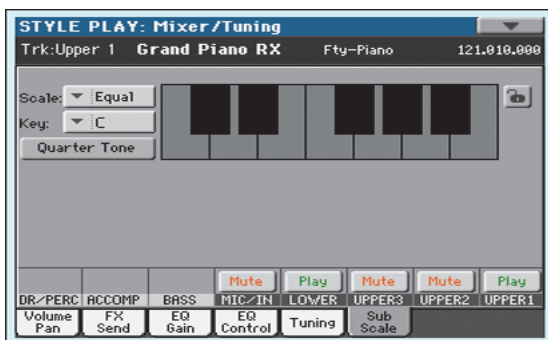 STYLE PLAY: Mixer/Tuning
Trk:Upper 1 Grand Piano RX Fty-Piano 121.010.000
Scale: Equal
Key: C
Quarter Tone
Mute Play Mute Mute Play
DR/PERC ACCOMP BASS MIC/IN LOWER UPPER3 UPPER2 UPPER1
Volume Pan FX Send EQ Gain EQ Control Tuning Sub Scale